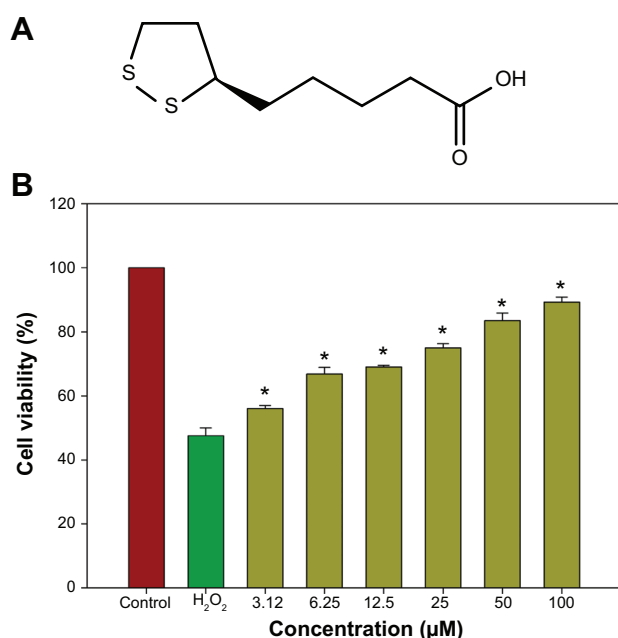 A
S
S
OH
O
B
120
100
80
60
40
20
0
Cell viability (%)
* * * * * *
Control H₂O₂ 3.12 6.25 12.5 25 50 100
Concentration (µM)